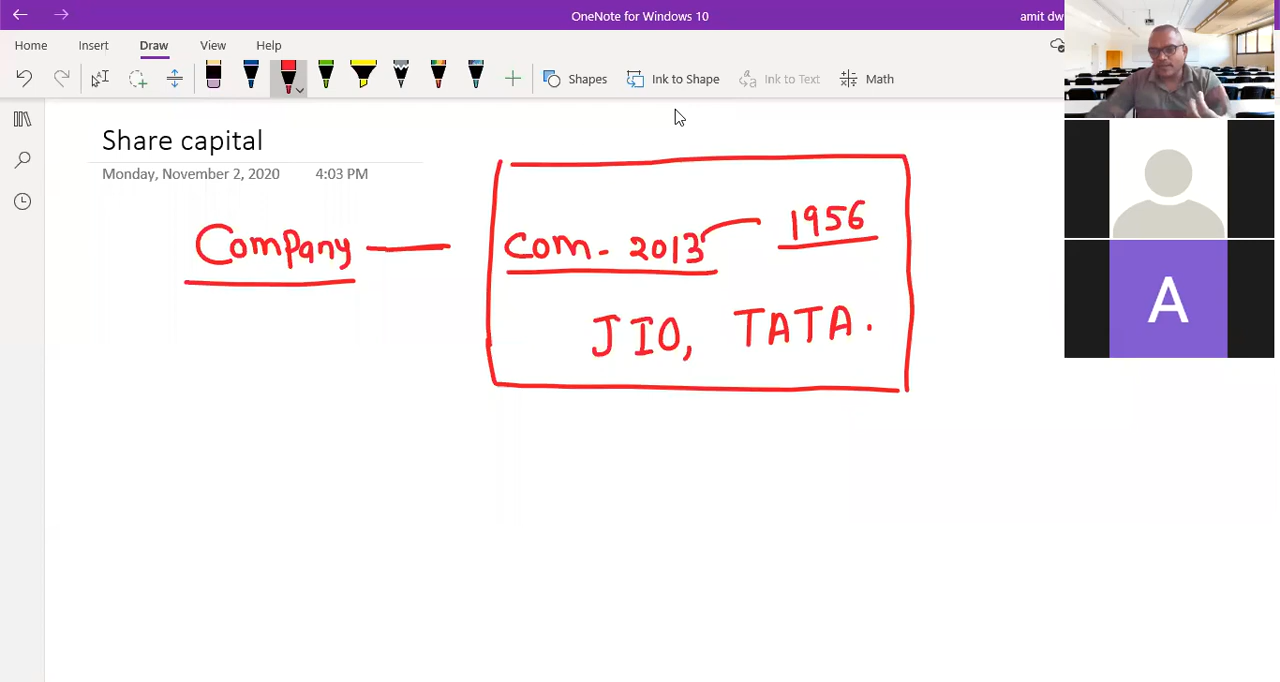 OneNote for Windows 10
amit dw
Home Insert Draw View Help
Shapes Ink to Shape Ink to Text Math
Share capital
Monday, November 2, 2020 4:03 PM
Company — Com - 2013 1956
JIO, TATA.
A